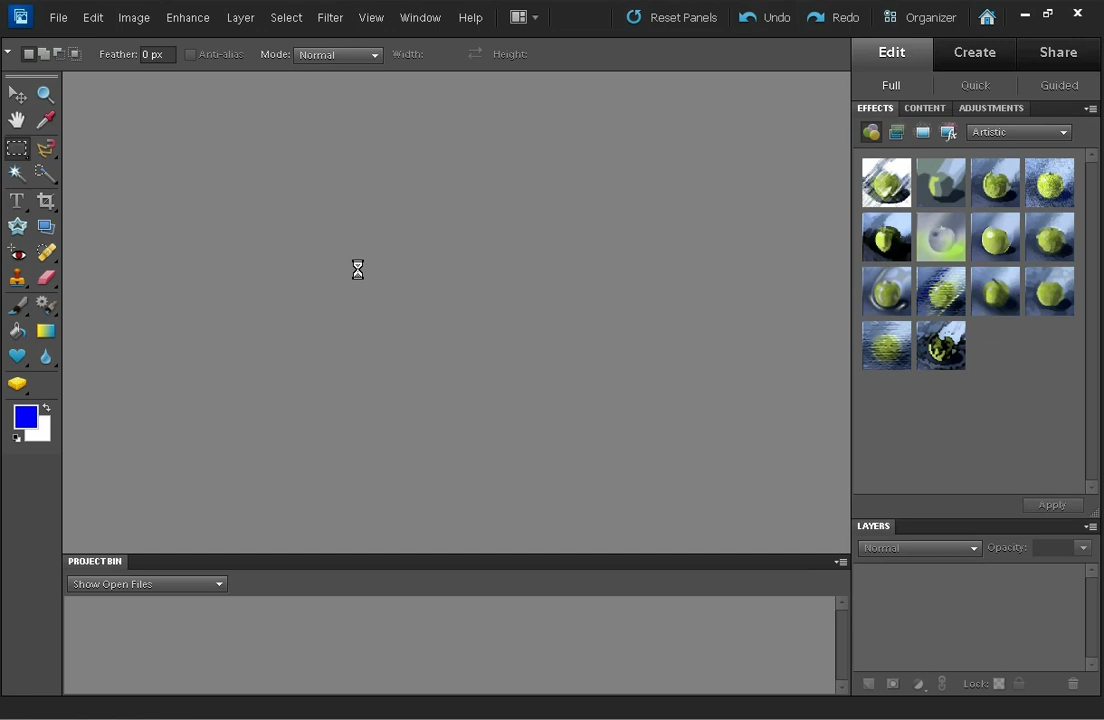 File Edit Image Enhance Layer Select Filter View Window Help Reset Panels Undo Redo Organizer
Feather: 0 px Anti-alias Mode: Normal Width: Height:
Edit Create Share
Full Quick Guided
EFFECTS CONTENT ADJUSTMENTS
Artistic
T
Apply
LAYERS
Normal Opacity:
PROJECT BIN
Show Open Files
Lock: